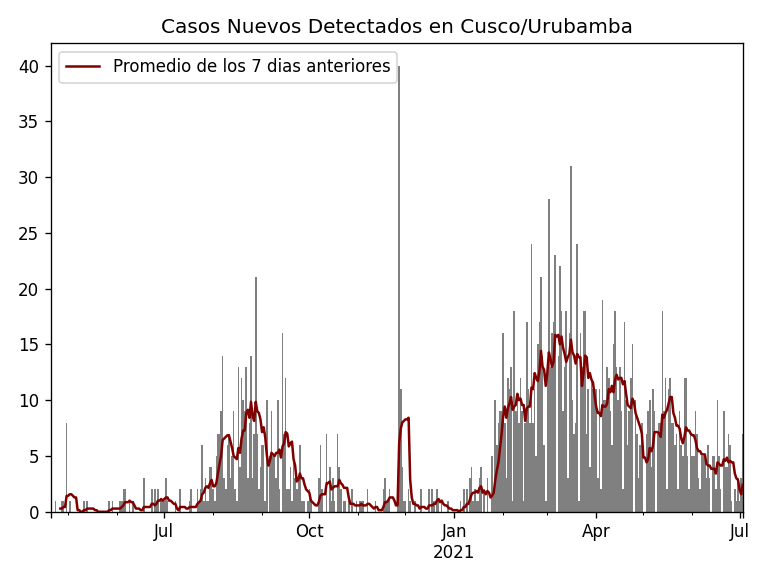 Casos Nuevos Detectados en Cusco/Urubamba
Promedio de los 7 dias anteriores
40
35
30
25
20
15
10
5
0
Jul
Oct
Jan
Apr
Jul
2021